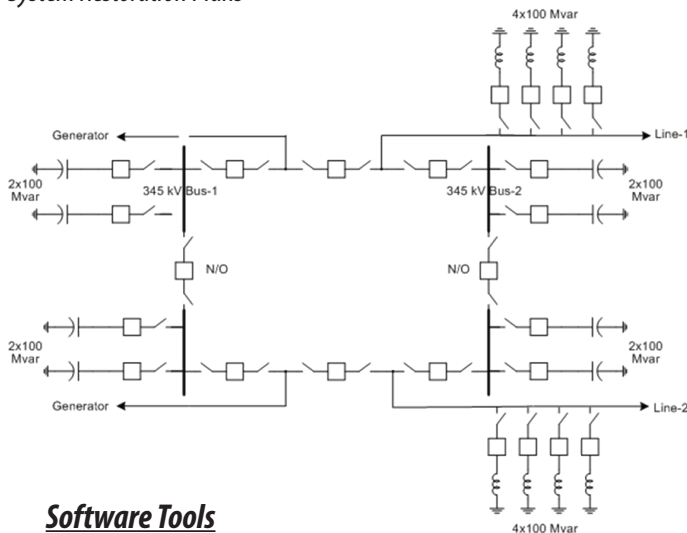 System Restoration Plans
4x100 Mvar
Generator
Line-1
2x100
Mvar
345 kV Bus-1
345 kV Bus-2
2x100
Mvar
N/O
N/O
2x100
Mvar
2x100
Mvar
Generator
Line-2
Software Tools
4x100 Mvar